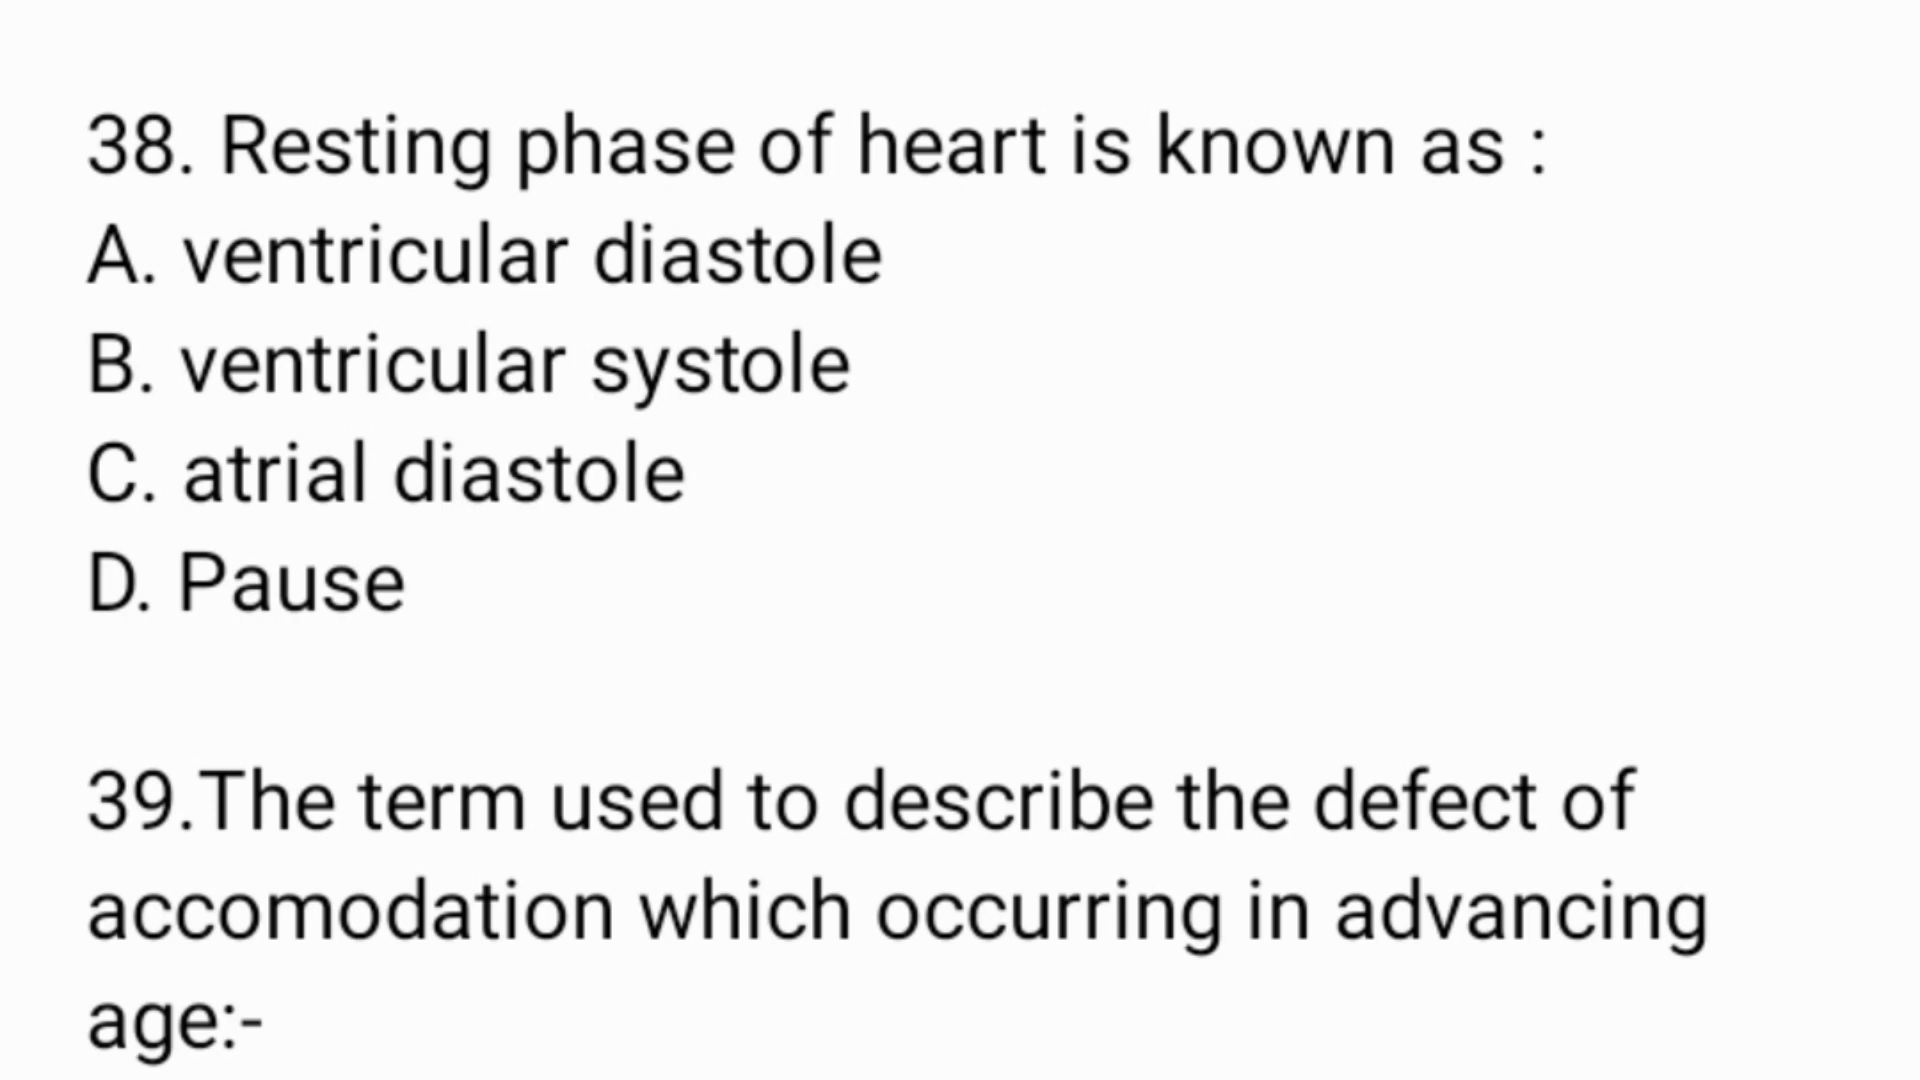 38. Resting phase of heart is known as :
A. ventricular diastole
B. ventricular systole
C. atrial diastole
D. Pause
39.The term used to describe the defect of
accomodation which occurring in advancing
age:-